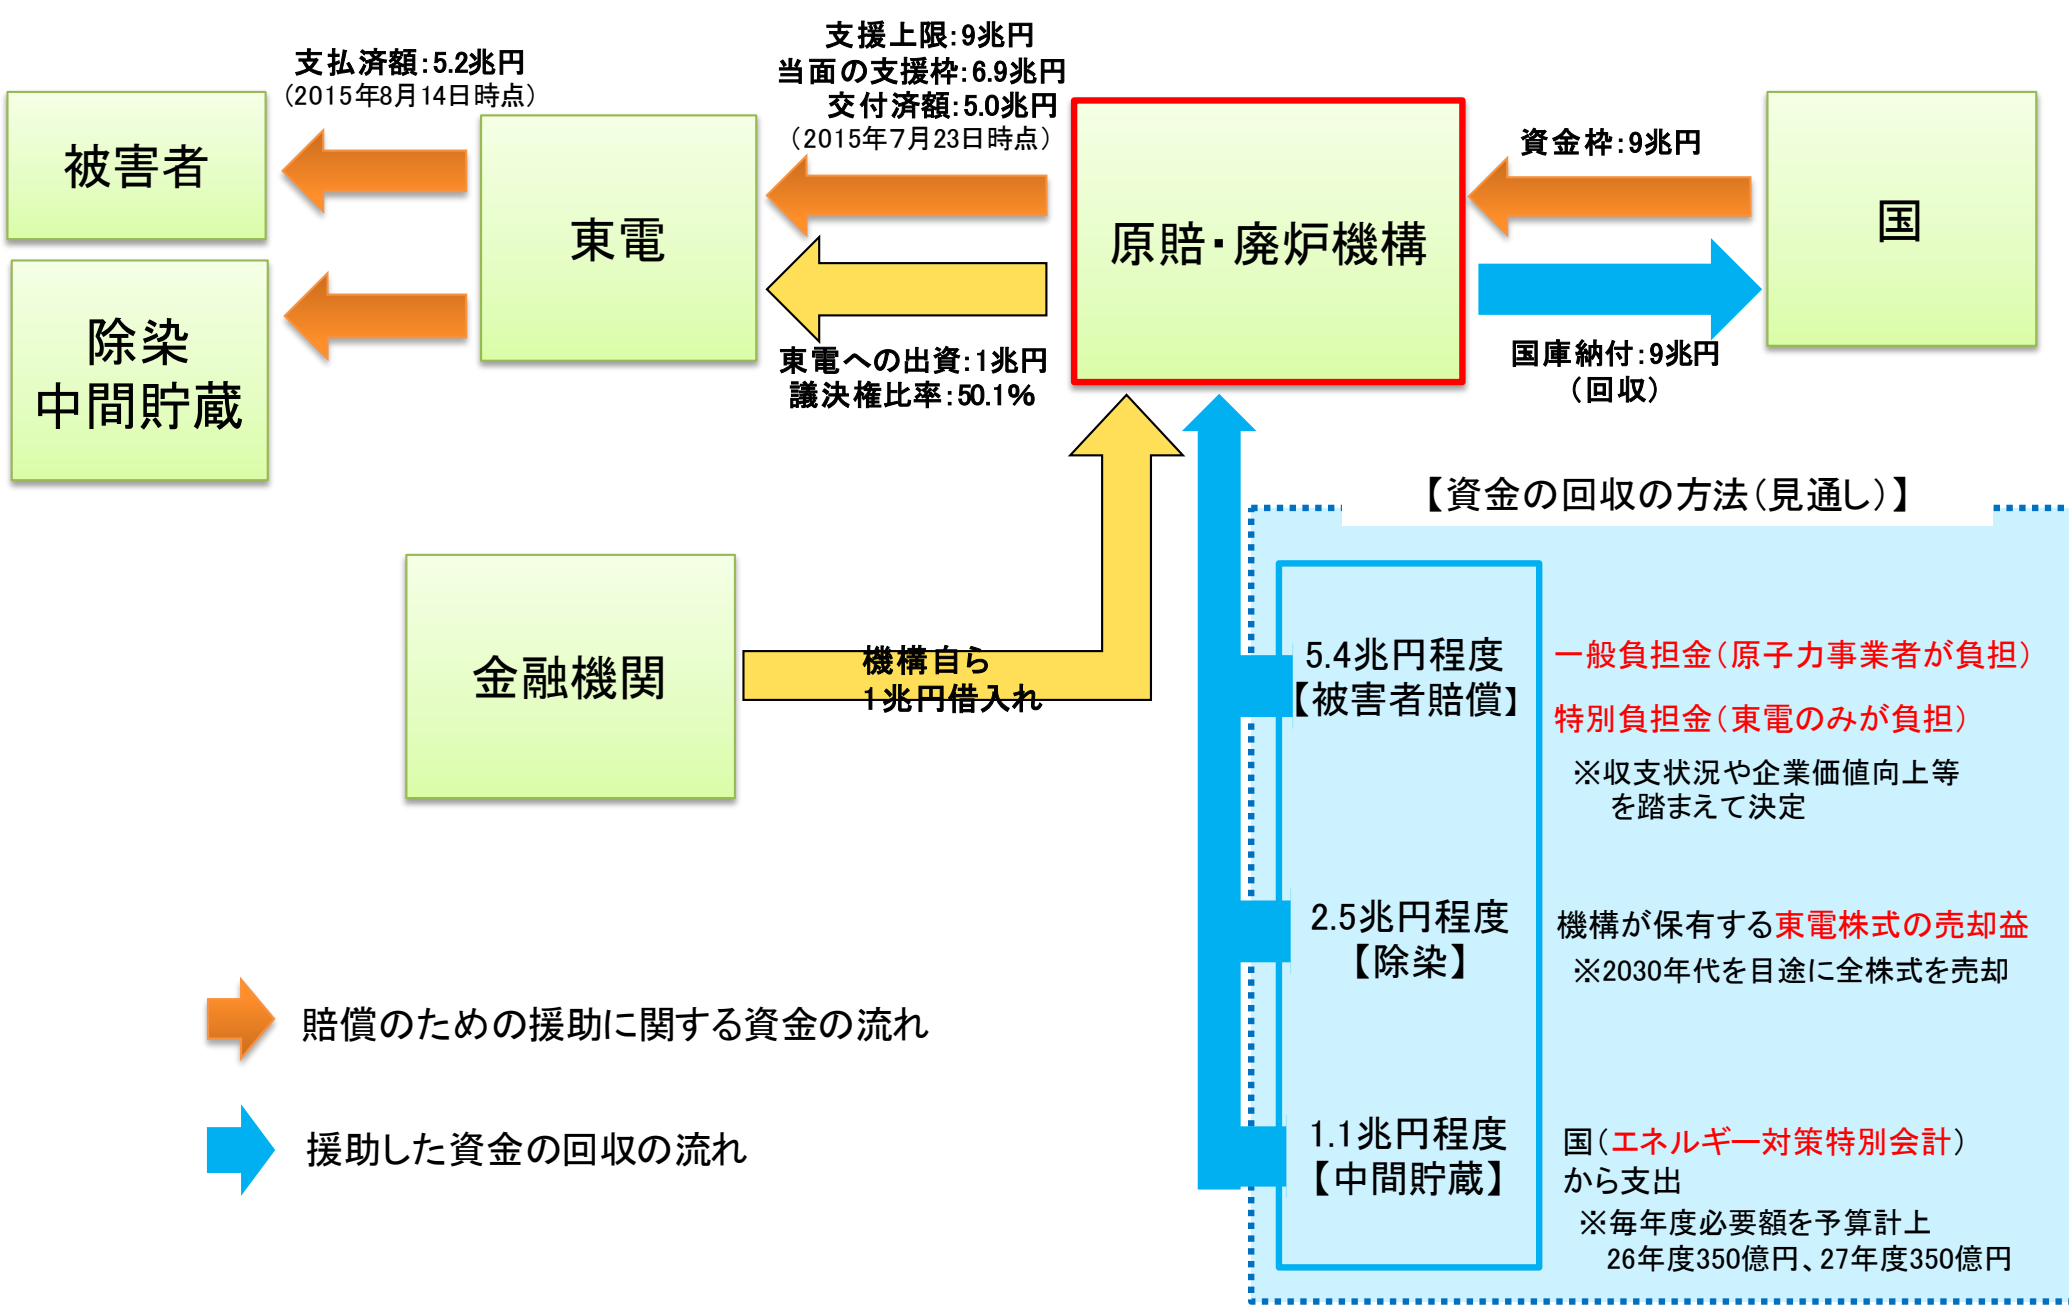 支払済額:5.2兆円
(2015年8月14日時点)
支援上限:9兆円
当面の支援枠:6.9兆円
交付済額:5.0兆円
(2015年7月23日時点)
資金枠:9兆円
被害者
東電
原賠・廃炉機構
国
除染
中間貯蔵
東電への出資:1兆円
議決権比率:50.1%
国庫納付:9兆円
(回収)
【資金の回収の方法(見通し)】
金融機関
機構自ら
1兆円借入れ
5.4兆円程度
【被害者賠償】
一般負担金(原子力事業者が負担)
特別負担金(東電のみが負担)
※収支状況や企業価値向上等
を踏まえて決定
2.5兆円程度
【除染】
機構が保有する東電株式の売却益
※2030年代を目途に全株式を売却
1.1兆円程度
【中間貯蔵】
国(エネルギー対策特別会計)
から支出
※毎年度必要額を予算計上
26年度350億円、27年度350億円
賠償のための援助に関する資金の流れ
援助した資金の回収の流れ